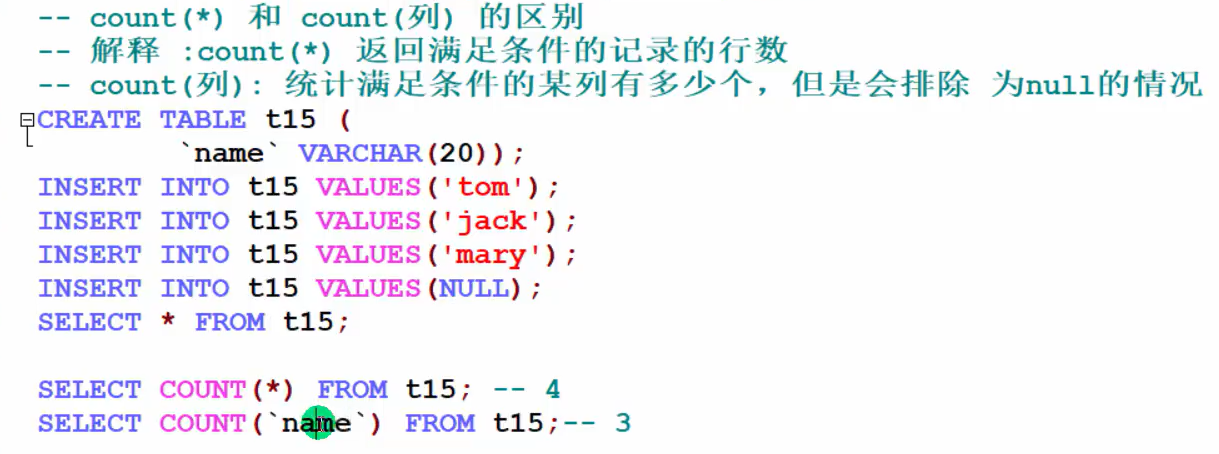 -- count(*) 和 count(列) 的区别
-- 解释 :count(*) 返回满足条件的记录的行数
-- count(列): 统计满足条件的某列有多少个，但是会排除 为null的情况
CREATE TABLE t15 (
`name` VARCHAR(20));
INSERT INTO t15 VALUES('tom');
INSERT INTO t15 VALUES('jack');
INSERT INTO t15 VALUES('mary');
INSERT INTO t15 VALUES(NULL);
SELECT * FROM t15;
SELECT COUNT(*) FROM t15; -- 4
SELECT COUNT(`name`) FROM t15;-- 3